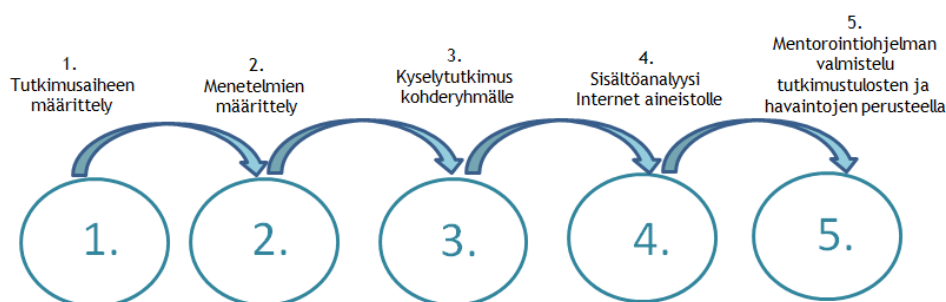 1.
Tutkimusaiheen
määrittely
2.
Menetelmien
määrittely
3.
Kyselytutkimus
kohderyhmälle
4.
Sisältöanalyysi
Internet aineistolle
5.
Mentorointiohjelman
valmistelu
tutkimustulosten ja
havaintojen perusteella
1.
2.
3.
4.
5.